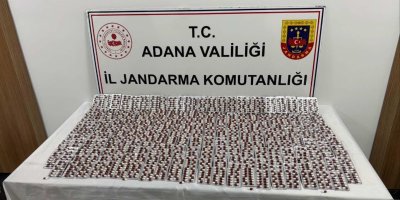 T.C.
ADANA VALİLİĞİ
İL JANDARMA KOMUTANLIĞI